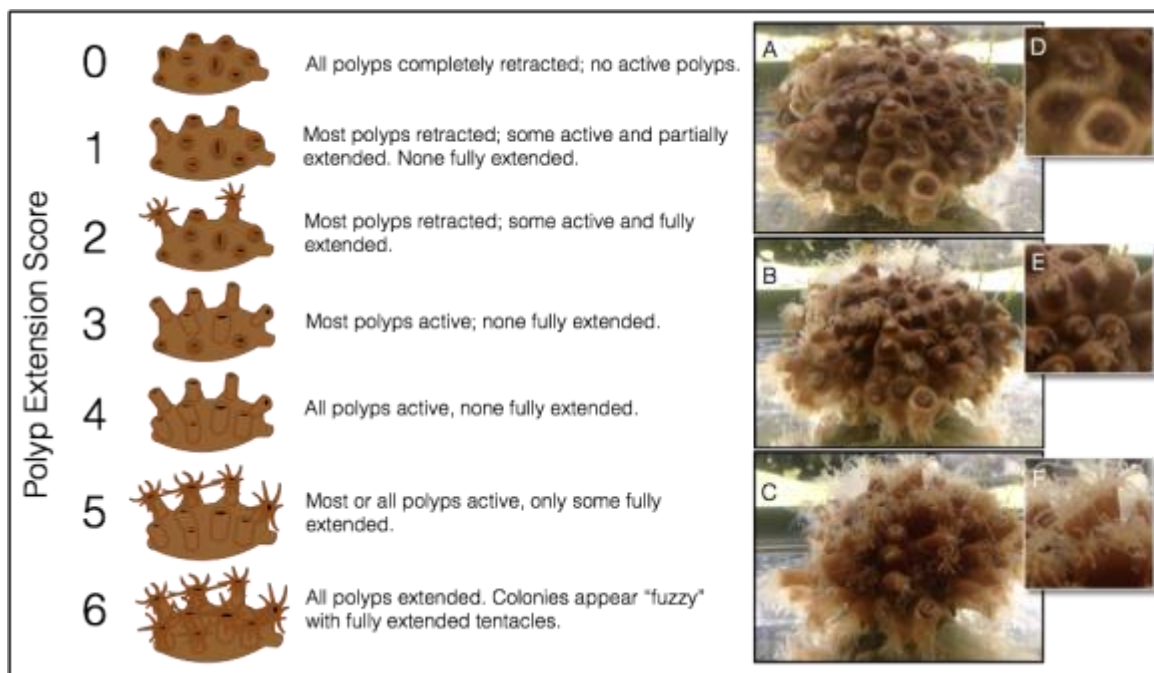 Polyp Extension Score
0
All polyps completely retracted; no active polyps.
1
Most polyps retracted; some active and partially
extended. None fully extended.
2
Most polyps retracted; some active and fully
extended.
3
Most polyps active; none fully extended.
4
All polyps active, none fully extended.
5
Most or all polyps active, only some fully
extended.
6
All polyps extended. Colonies appear "fuzzy"
with fully extended tentacles.
A
D
B
E
C
F